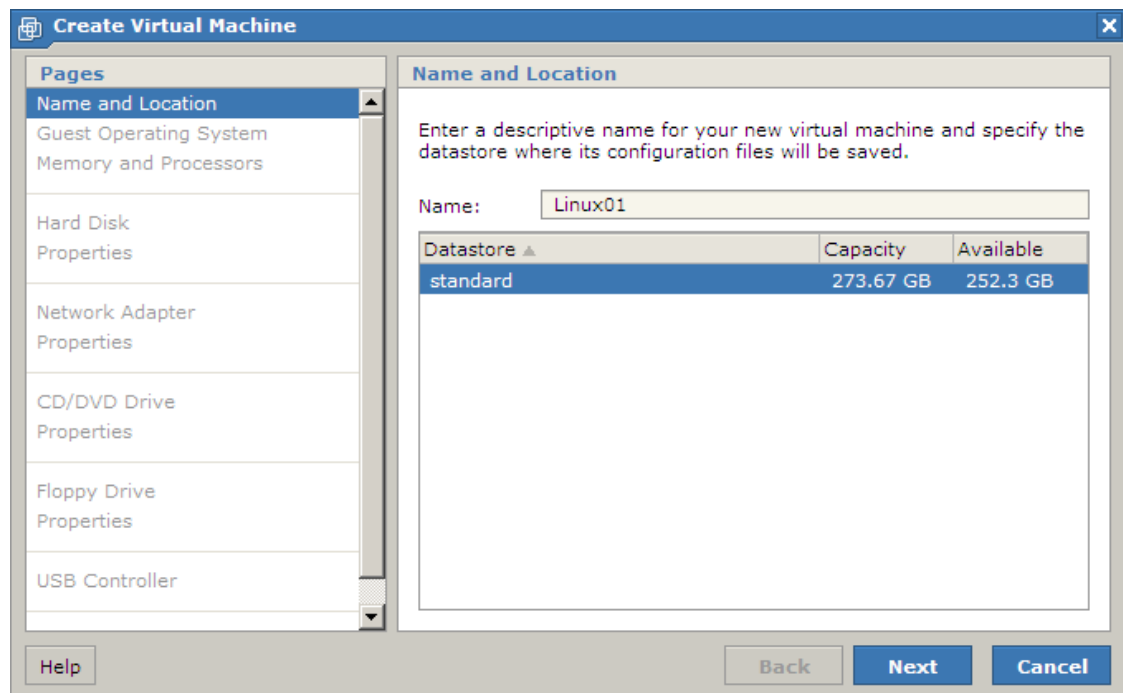 Create Virtual Machine
Pages
Name and Location
Guest Operating System
Memory and Processors
Hard Disk
Properties
Network Adapter
Properties
CD/DVD Drive
Properties
Floppy Drive
Properties
USB Controller
Name and Location
Enter a descriptive name for your new virtual machine and specify the
datastore where its configuration files will be saved.
Name: Linux01
Datastore Capacity Available
standard 273.67 GB 252.3 GB
Help Back Next Cancel